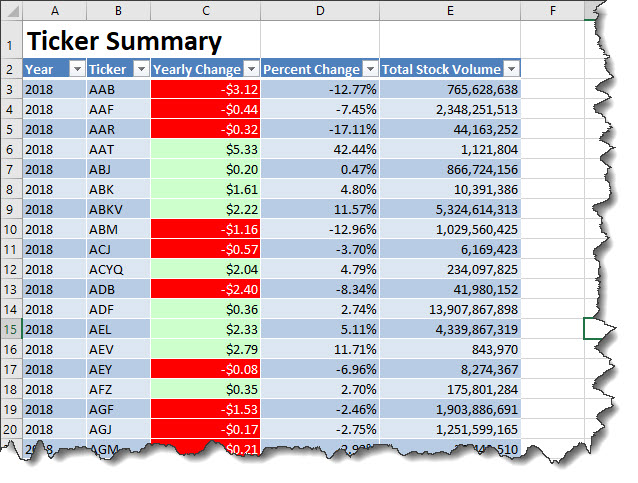 A B C D E F
1 Ticker Summary
2 Year Ticker Yearly Change Percent Change Total Stock Volume
3 2018 AAB -$3.12 -12.77% 765,628,638
4 2018 AAF -$0.44 -7.45% 2,348,251,513
5 2018 AAR -$0.32 -17.11% 44,163,252
6 2018 AAT $5.33 42.44% 1,121,804
7 2018 ABJ $0.20 0.47% 866,724,156
8 2018 ABK $1.61 4.80% 10,391,386
9 2018 ABKV $2.22 11.57% 5,324,614,313
10 2018 ABM -$1.16 -12.96% 1,029,560,425
11 2018 ACJ -$0.57 -3.70% 6,169,423
12 2018 ACYQ $2.04 4.79% 234,097,825
13 2018 ADB -$2.40 -8.34% 41,980,152
14 2018 ADF $0.36 2.74% 13,907,867,898
15 2018 AEL $2.33 5.11% 4,339,867,319
16 2018 AEV $2.79 11.71% 843,970
17 2018 AEY -$0.08 -6.96% 8,274,367
18 2018 AFZ $0.35 2.70% 175,801,284
19 2018 AGF -$1.53 -2.46% 1,903,886,691
20 2018 AGJ -$0.17 -2.75% 1,251,599,165
AGM